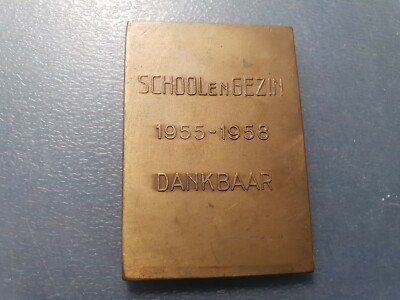 SCHOOL EN GEZIN
1955-1958
DANKBAAR